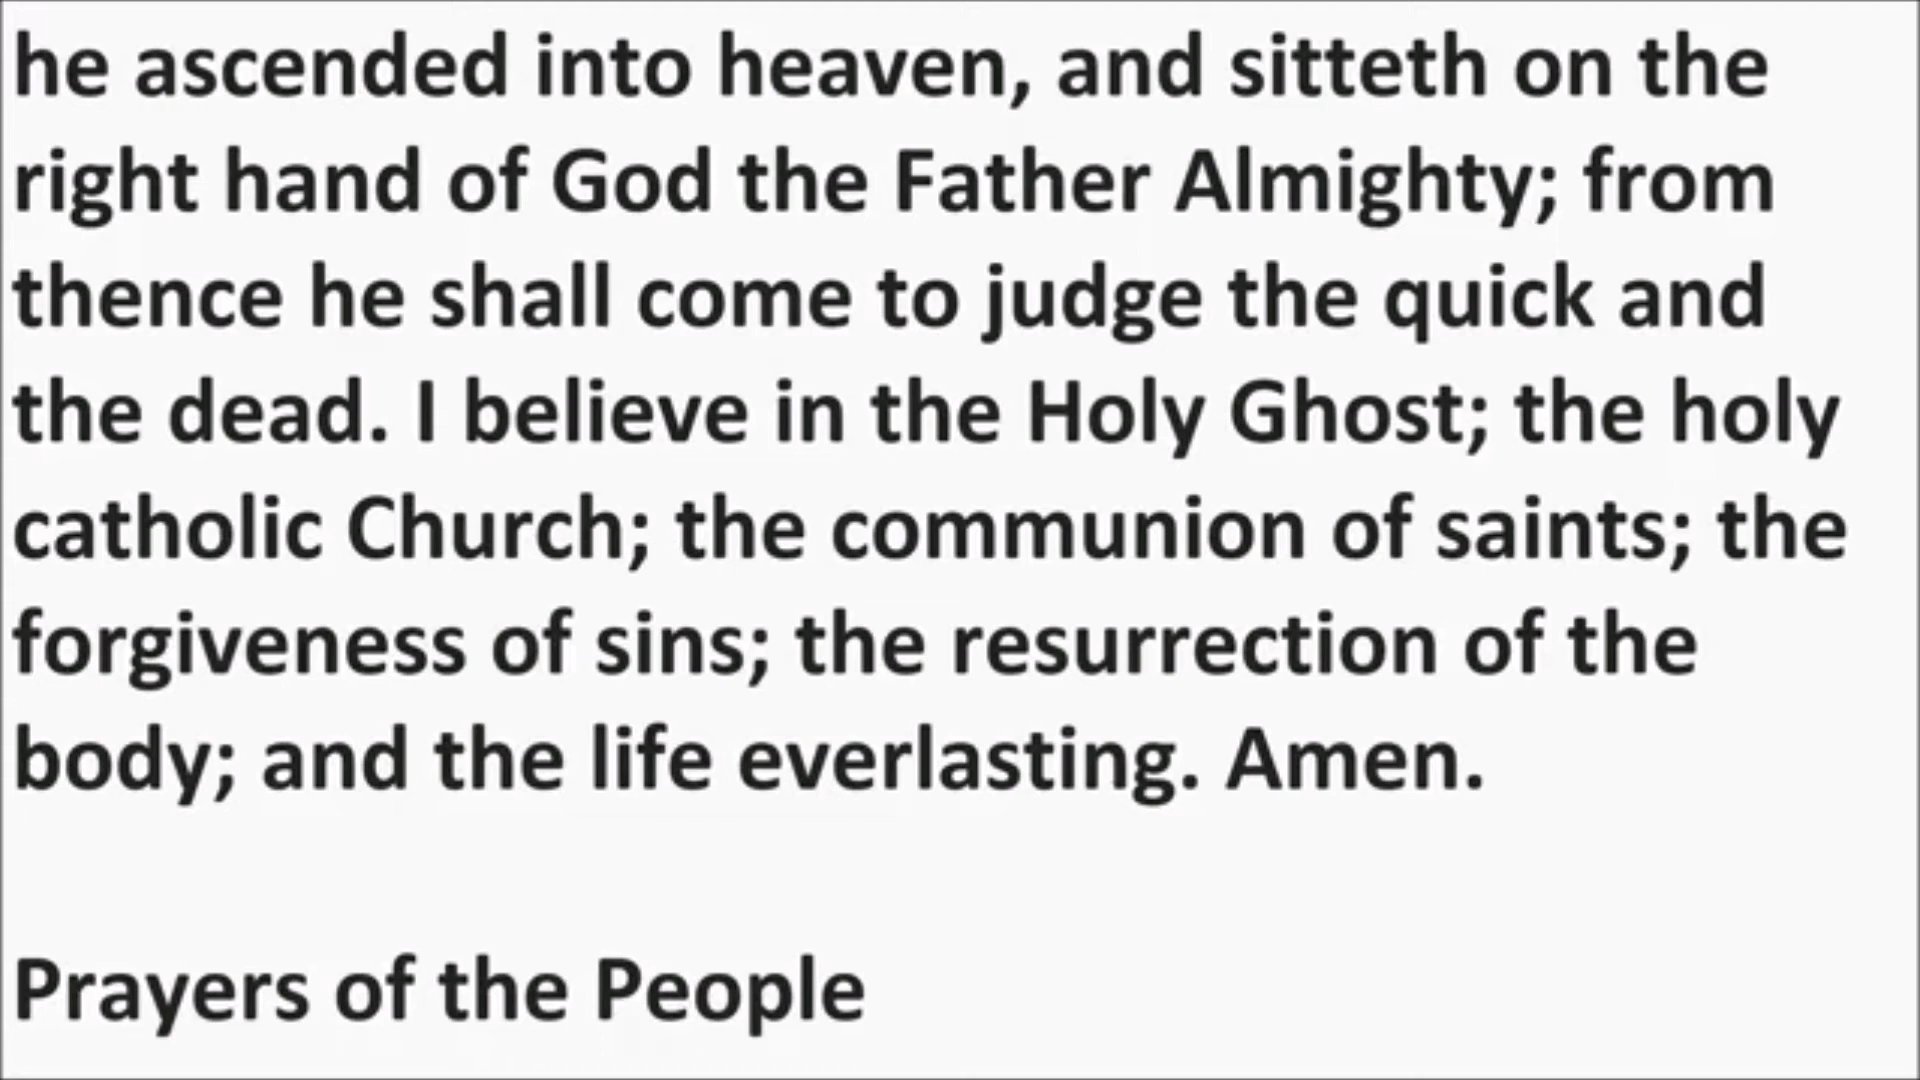 he ascended into heaven, and sitteth on the
right hand of God the Father Almighty; from
thence he shall come to judge the quick and
the dead. I believe in the Holy Ghost; the holy
catholic Church; the communion of saints; the
forgiveness of sins; the resurrection of the
body; and the life everlasting. Amen.
Prayers of the People